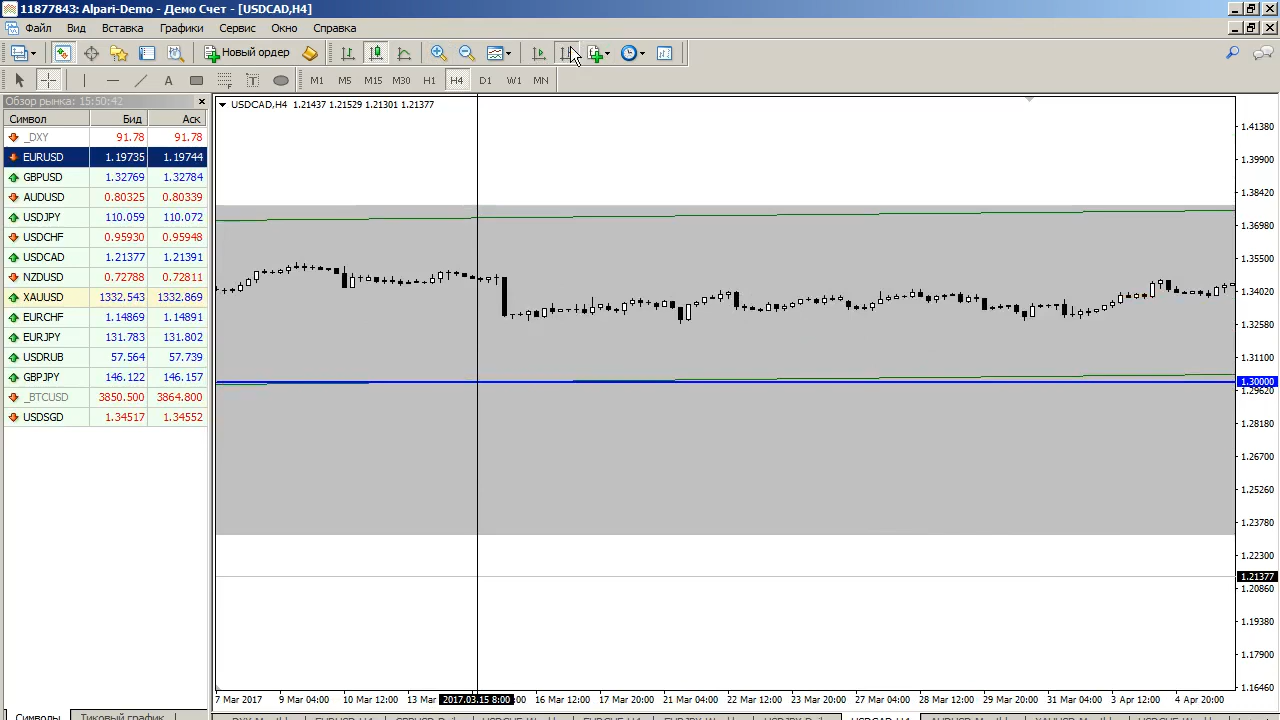 11877843: Alpari-Demo - Демо Счет - [USDCAD,H4]
Файл Вид Вставка Графики Сервис Окно Справка
Новый ордер
A T M1 M5 M15 M30 H1 H4 D1 W1 MN
Обзор рынка: 15:50:42
Символ Бид Аск
_DXY 91.78 91.78
EURUSD 1.19735 1.19744
GBPUSD 1.32769 1.32784
AUDUSD 0.80325 0.80339
USDJPY 110.059 110.072
USDCHF 0.95930 0.95948
USDCAD 1.21377 1.21391
NZDUSD 0.72788 0.72811
XAUUSD 1332.543 1332.869
EURCHF 1.14869 1.14891
EURJPY 131.783 131.802
USDRUB 57.564 57.739
GBPJPY 146.122 146.157
_BTCUSD 3850.500 3864.800
USDSGD 1.34517 1.34552
Символы Тиковый график
USDCAD,H4 1.21437 1.21529 1.21301 1.21377
1.41380
1.39900
1.38420
1.36980
1.35500
1.34020
1.32580
1.31100
1.30000
1.29620
1.28180
1.26700
1.25260
1.23780
1.22300
1.21377
1.20860
1.19380
1.17900
1.16460
7 Mar 2017 9 Mar 04:00 10 Mar 12:00 13 Mar 2017.03.15 8:00 :00 16 Mar 12:00 17 Mar 20:00 21 Mar 04:00 22 Mar 12:00 23 Mar 20:00 27 Mar 04:00 28 Mar 12:00 29 Mar 20:00 31 Mar 04:00 3 Apr 12:00 4 Apr 20:00